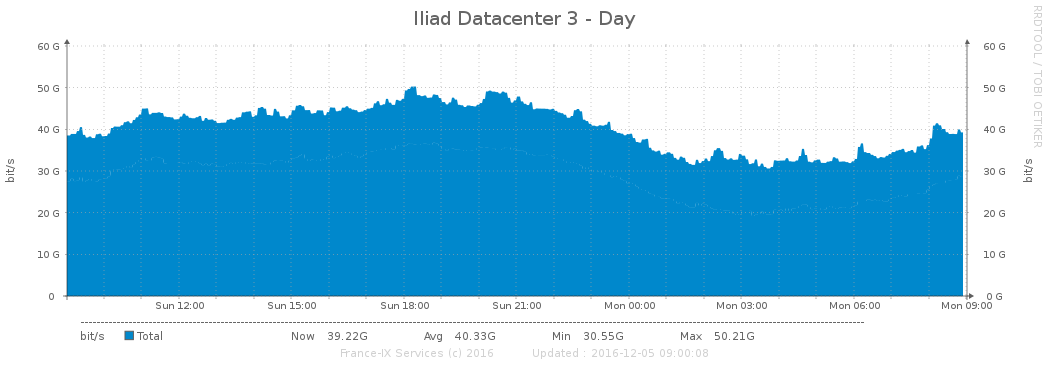 Iliad Datacenter 3 - Day
RRDTOOL / TOBI OETIKER
bit/s
60 G
50 G
40 G
30 G
20 G
10 G
0
60 G
50 G
40 G
30 G
20 G
10 G
0 G
bit/s
Sun 12:00 Sun 15:00 Sun 18:00 Sun 21:00 Mon 00:00 Mon 03:00 Mon 06:00 Mon 09:00
bit/s Total Now 39.22G Avg 40.33G Min 30.55G Max 50.21G
France-IX Services (c) 2016 Updated : 2016-12-05 09:00:08